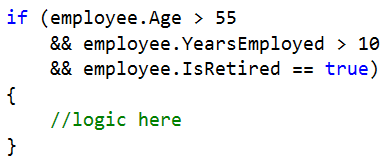 if (employee.Age > 55
    && employee.YearsEmployed > 10
    && employee.IsRetired == true)
{
    //logic here
}